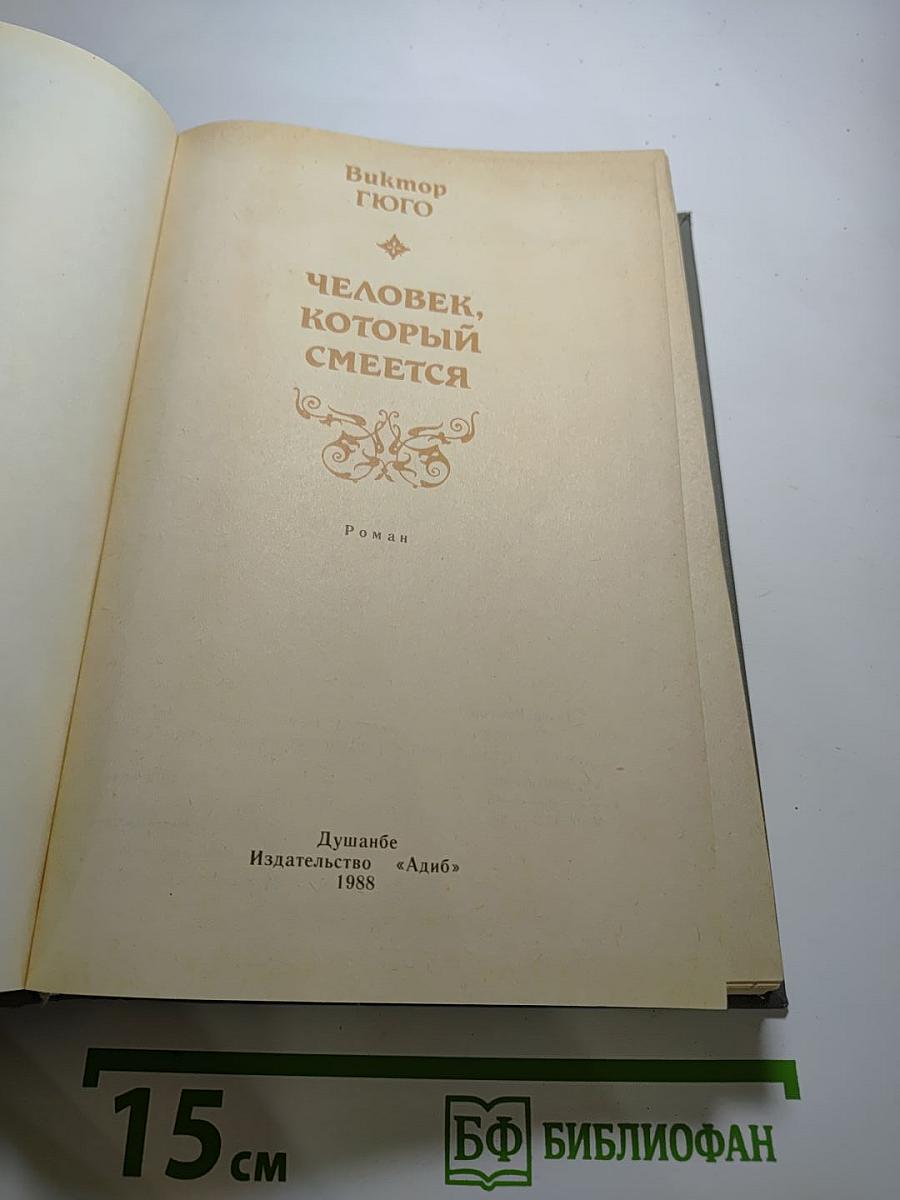 Виктор
ГЮГО
ЧЕЛОВЕК,
КОТОРЫЙ
СМЕЕТСЯ
Роман
Душанбе
Издательство «Адиб»
1988
15 см
БФ БИБЛИОФАН